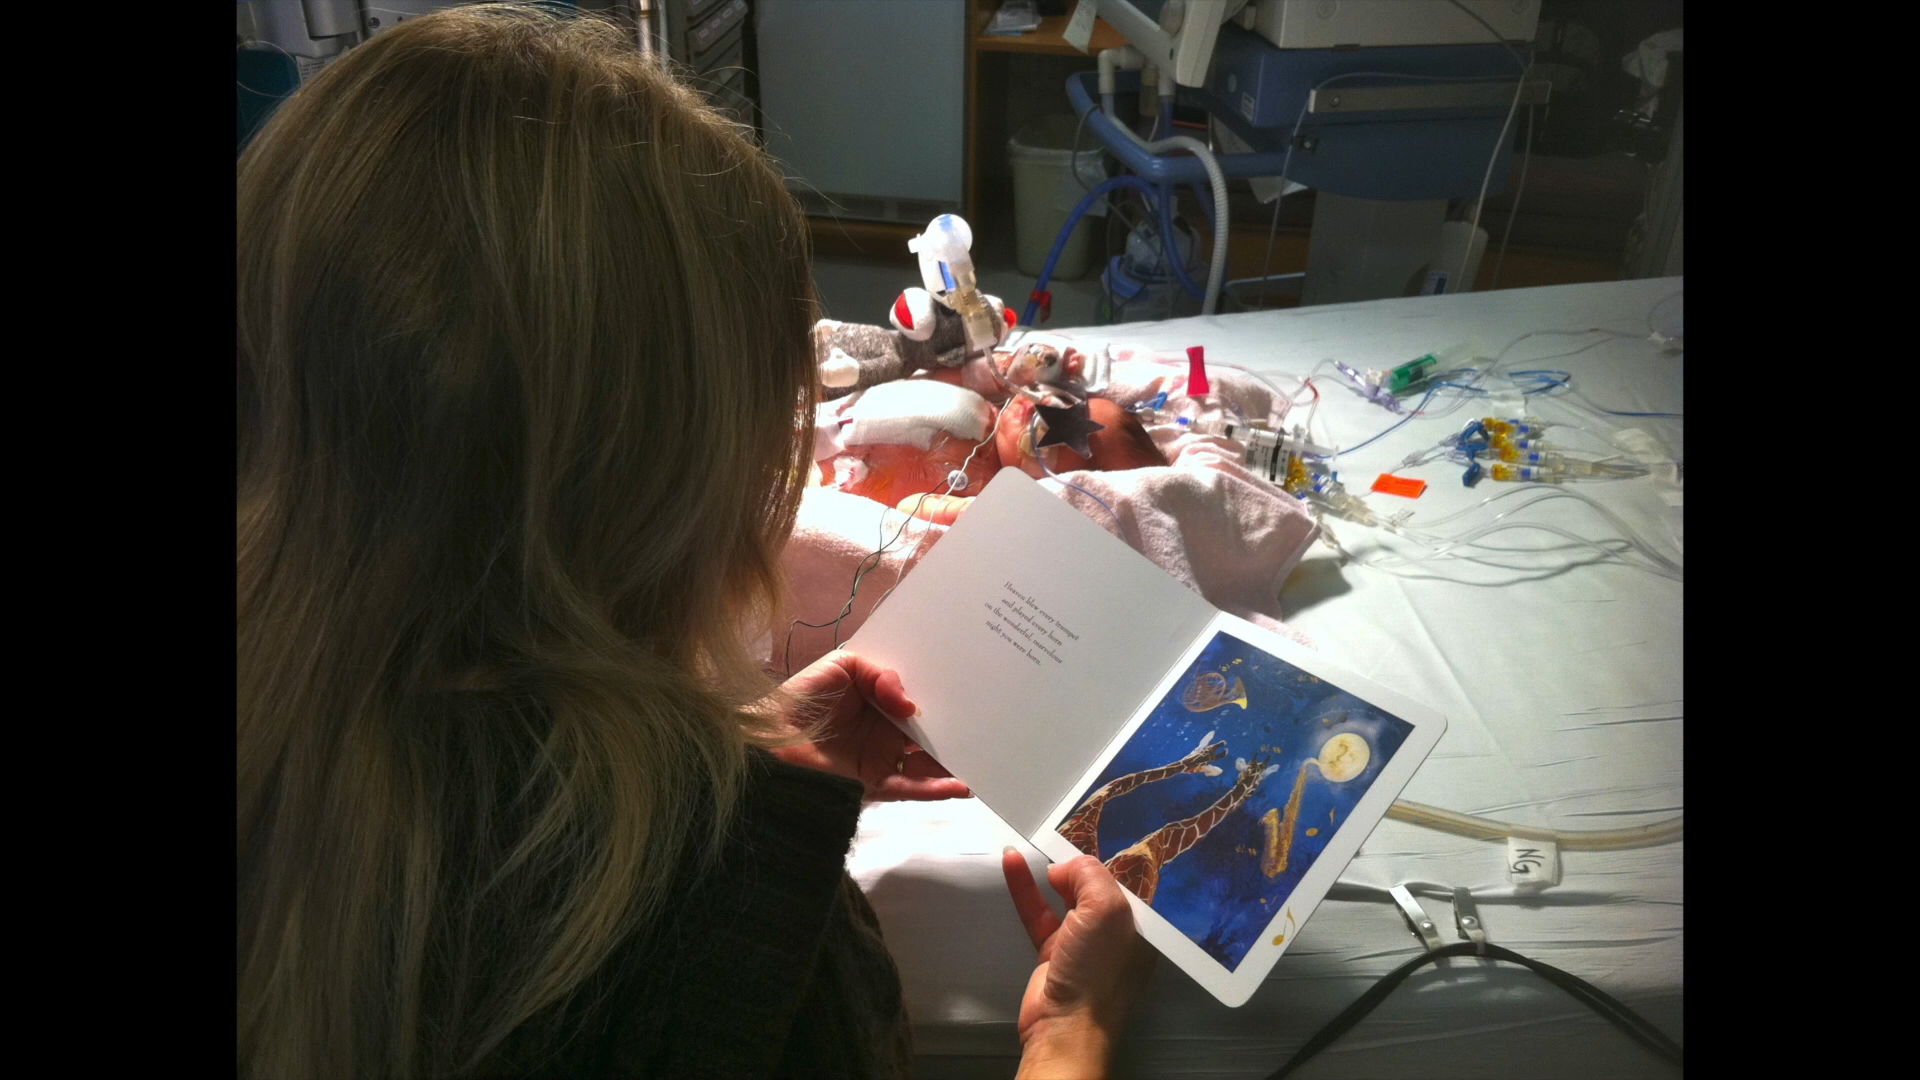 Heaven blew every trumpet
and played every horn
on the wonderful, marvelous
night you were born.
NG